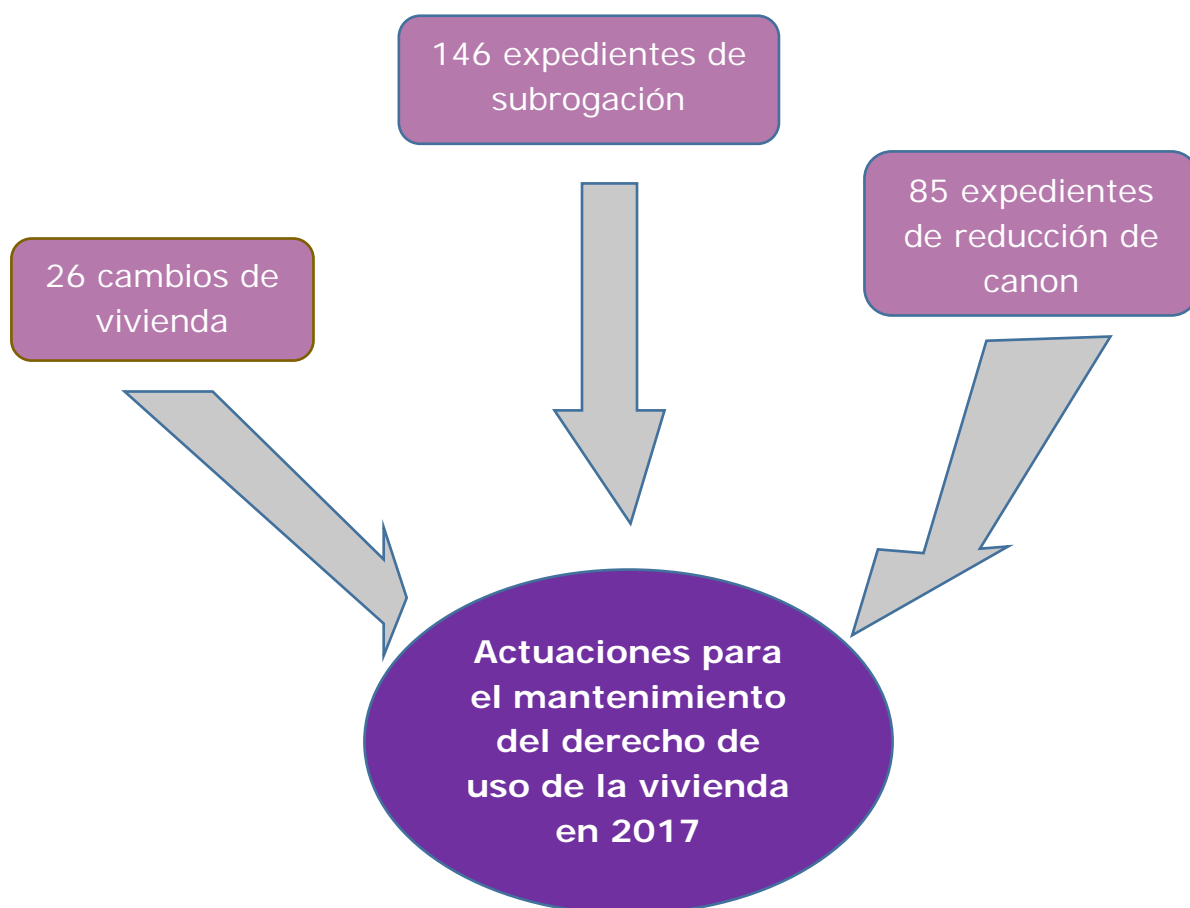 146 expedientes de
subrogación
85 expedientes
de reducción de
canon
26 cambios de
vivienda
Actuaciones para
el mantenimiento
del derecho de
uso de la vivienda
en 2017